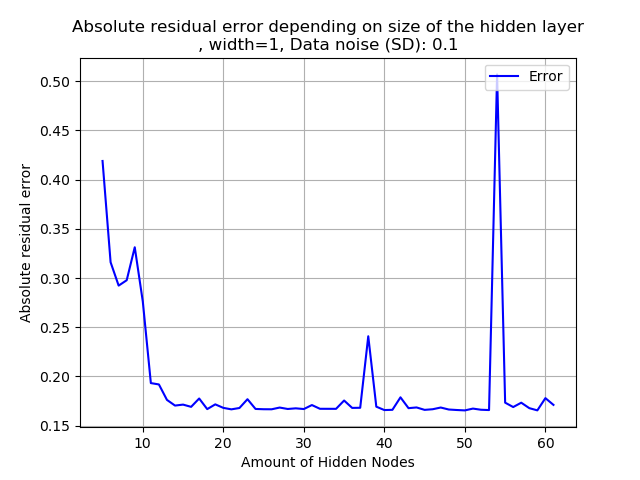 Absolute residual error depending on size of the hidden layer
, width=1, Data noise (SD): 0.1
Error
0.50
0.45
0.40
0.35
0.30
0.25
0.20
0.15
Absolute residual error
10 20 30 40 50 60
Amount of Hidden Nodes